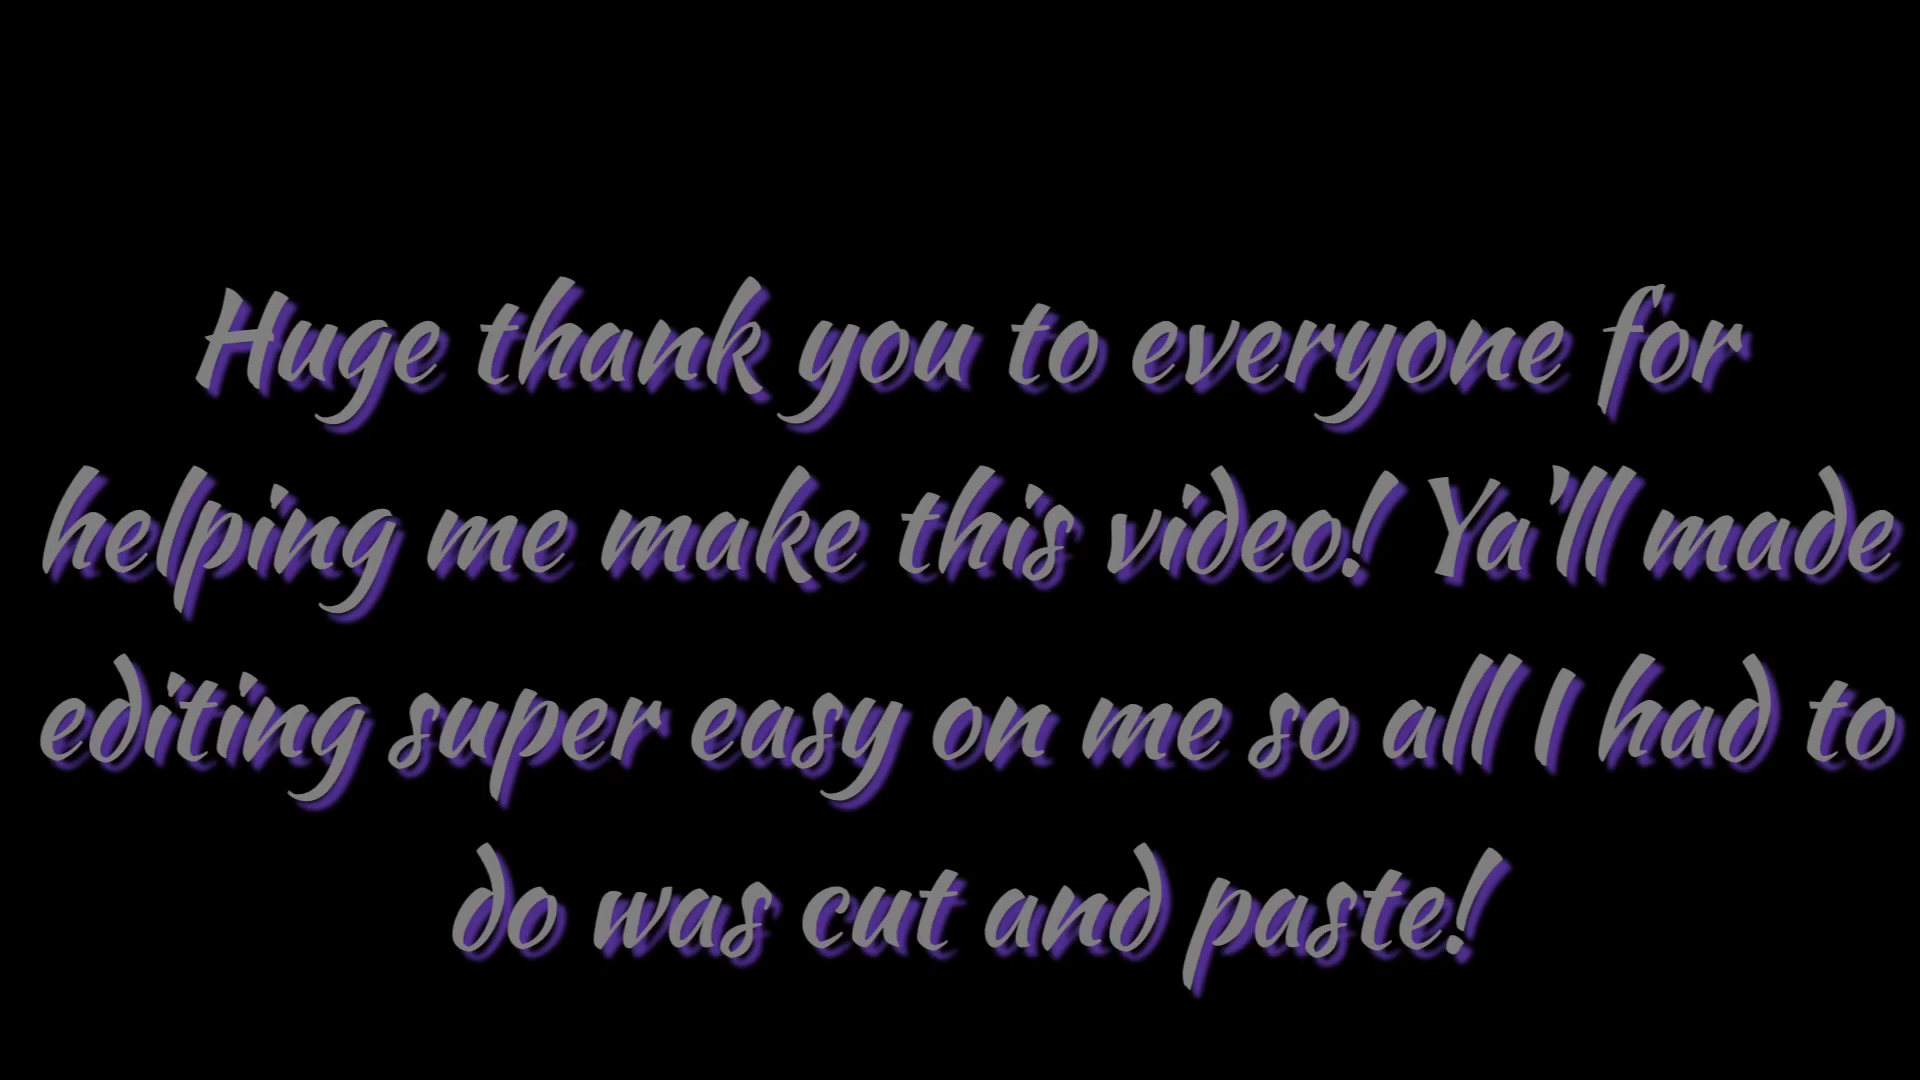 Huge thank you to everyone for
helping me make this video! Ya'll made
editing super easy on me so all I had to
do was cut and paste!